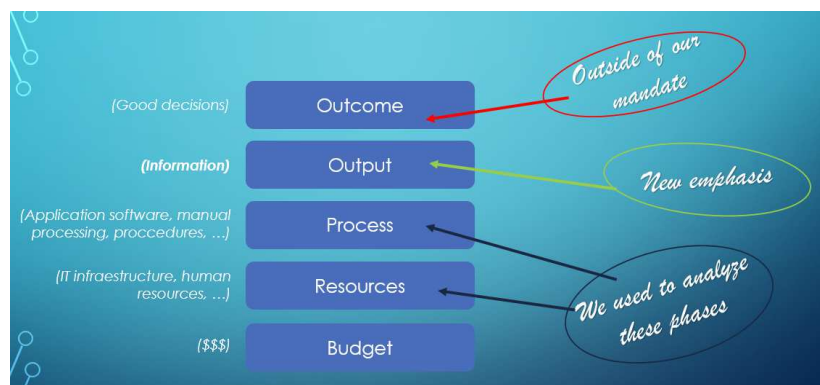 Outside of our
mandate
(Good decisions)
Outcome
(Information)
Output
New emphasis
(Application software, manual
processing, proccedures, ...)
Process
(IT infraestructure, human
resources, ...)
Resources
We used to analyze
these phases
($$$)
Budget